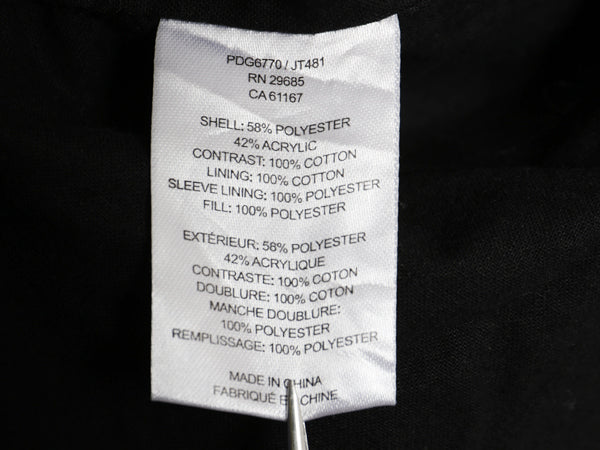 PDG6770 / JT481
RN 29685
CA 61167
SHELL: 58% POLYESTER
42% ACRYLIC
CONTRAST: 100% COTTON
LINING: 100% COTTON
SLEEVE LINING: 100% POLYESTER
FILL: 100% POLYESTER
EXTÉRIEUR: 58% POLYESTER
42% ACRYLIQUE
CONTRASTE: 100% COTON
DOUBLURE: 100% COTON
MANCHE DOUBLURE:
100% POLYESTER
REMPLISSAGE: 100% POLYESTER
MADE IN CHINA
FABRIQUÉ EN CHINE